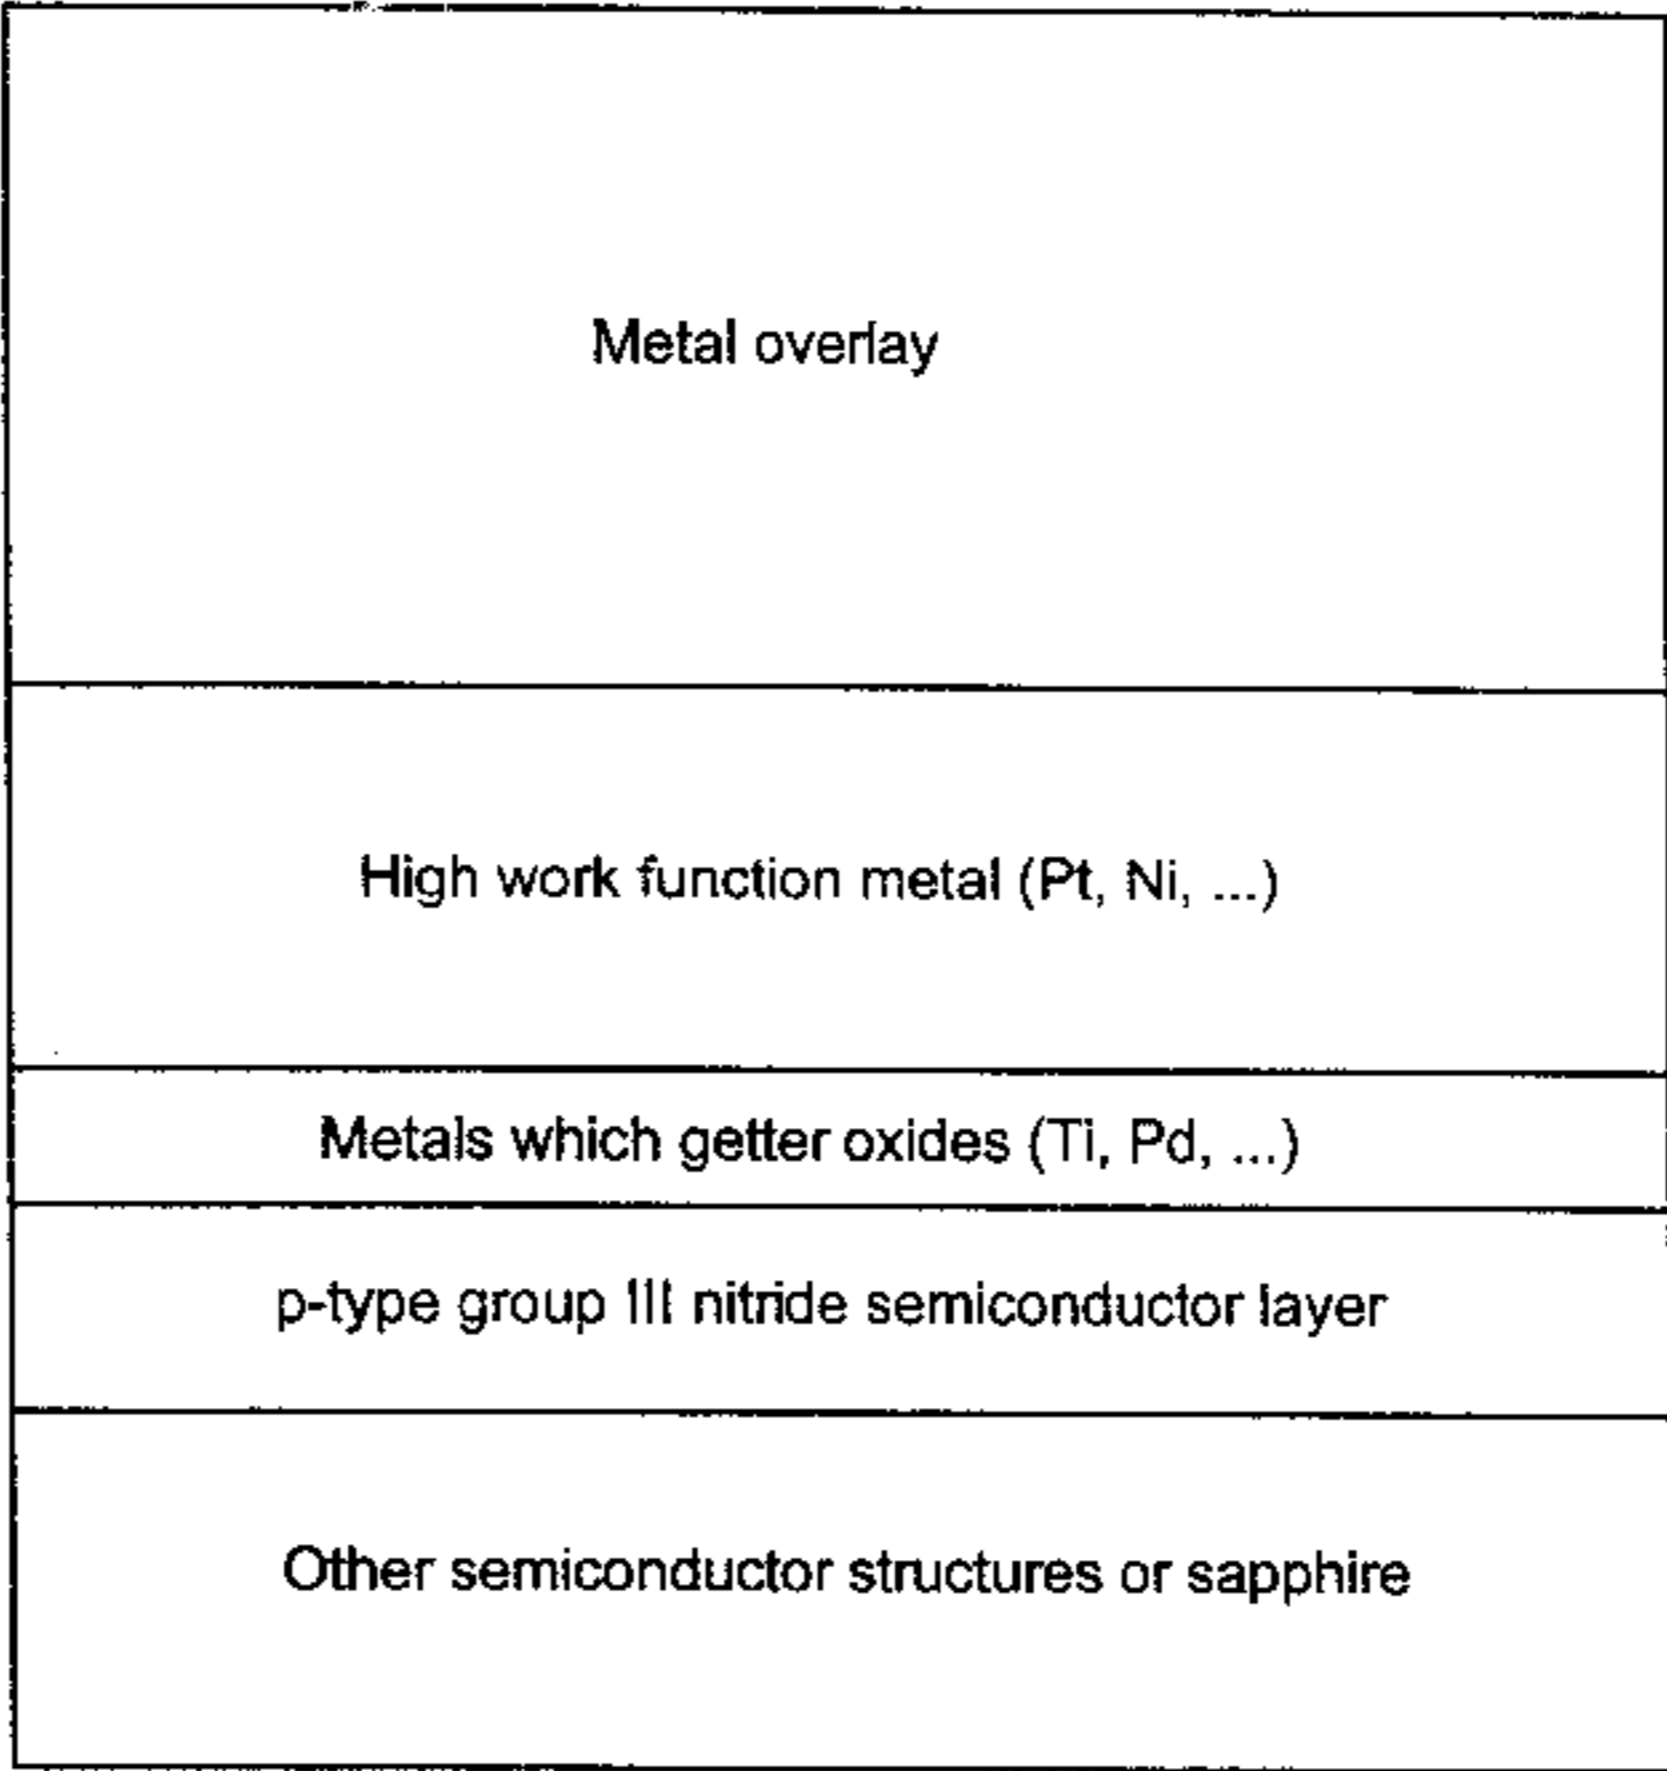 Metal overlay
High work function metal (Pt, Ni, ...)
Metals which getter oxides (Ti, Pd, ...)
p-type group III nitride semiconductor layer
Other semiconductor structures or sapphire